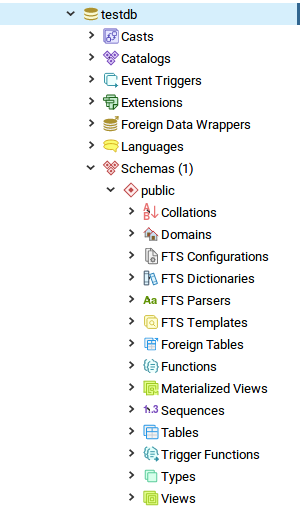 testdb
Casts
Catalogs
Event Triggers
Extensions
Foreign Data Wrappers
Languages
Schemas (1)
public
Collations
Domains
FTS Configurations
FTS Dictionaries
Aa FTS Parsers
FTS Templates
Foreign Tables
Functions
Materialized Views
1..3 Sequences
Tables
Trigger Functions
Types
Views